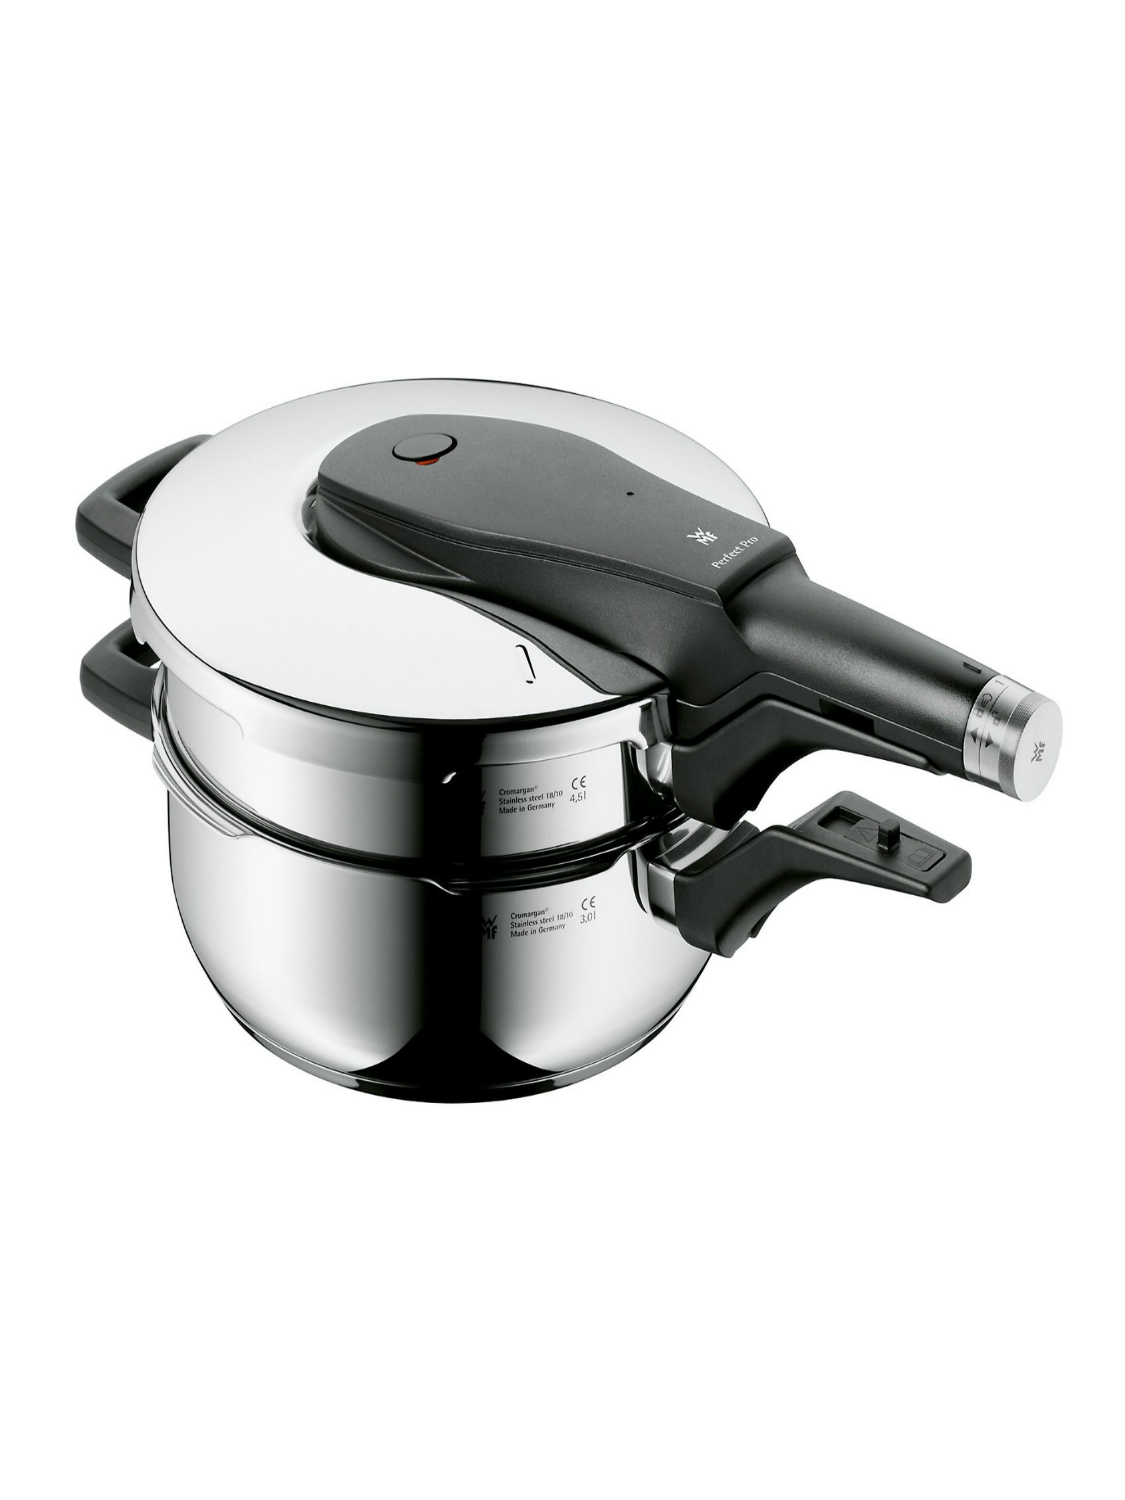 WMF
Perfect Pro
1
WMF
Cromargan®
Stainless steel 18/10
Made in Germany
CE
4,5l
WMF
Cromargan®
Stainless steel 18/10
Made in Germany
CE
3,0l